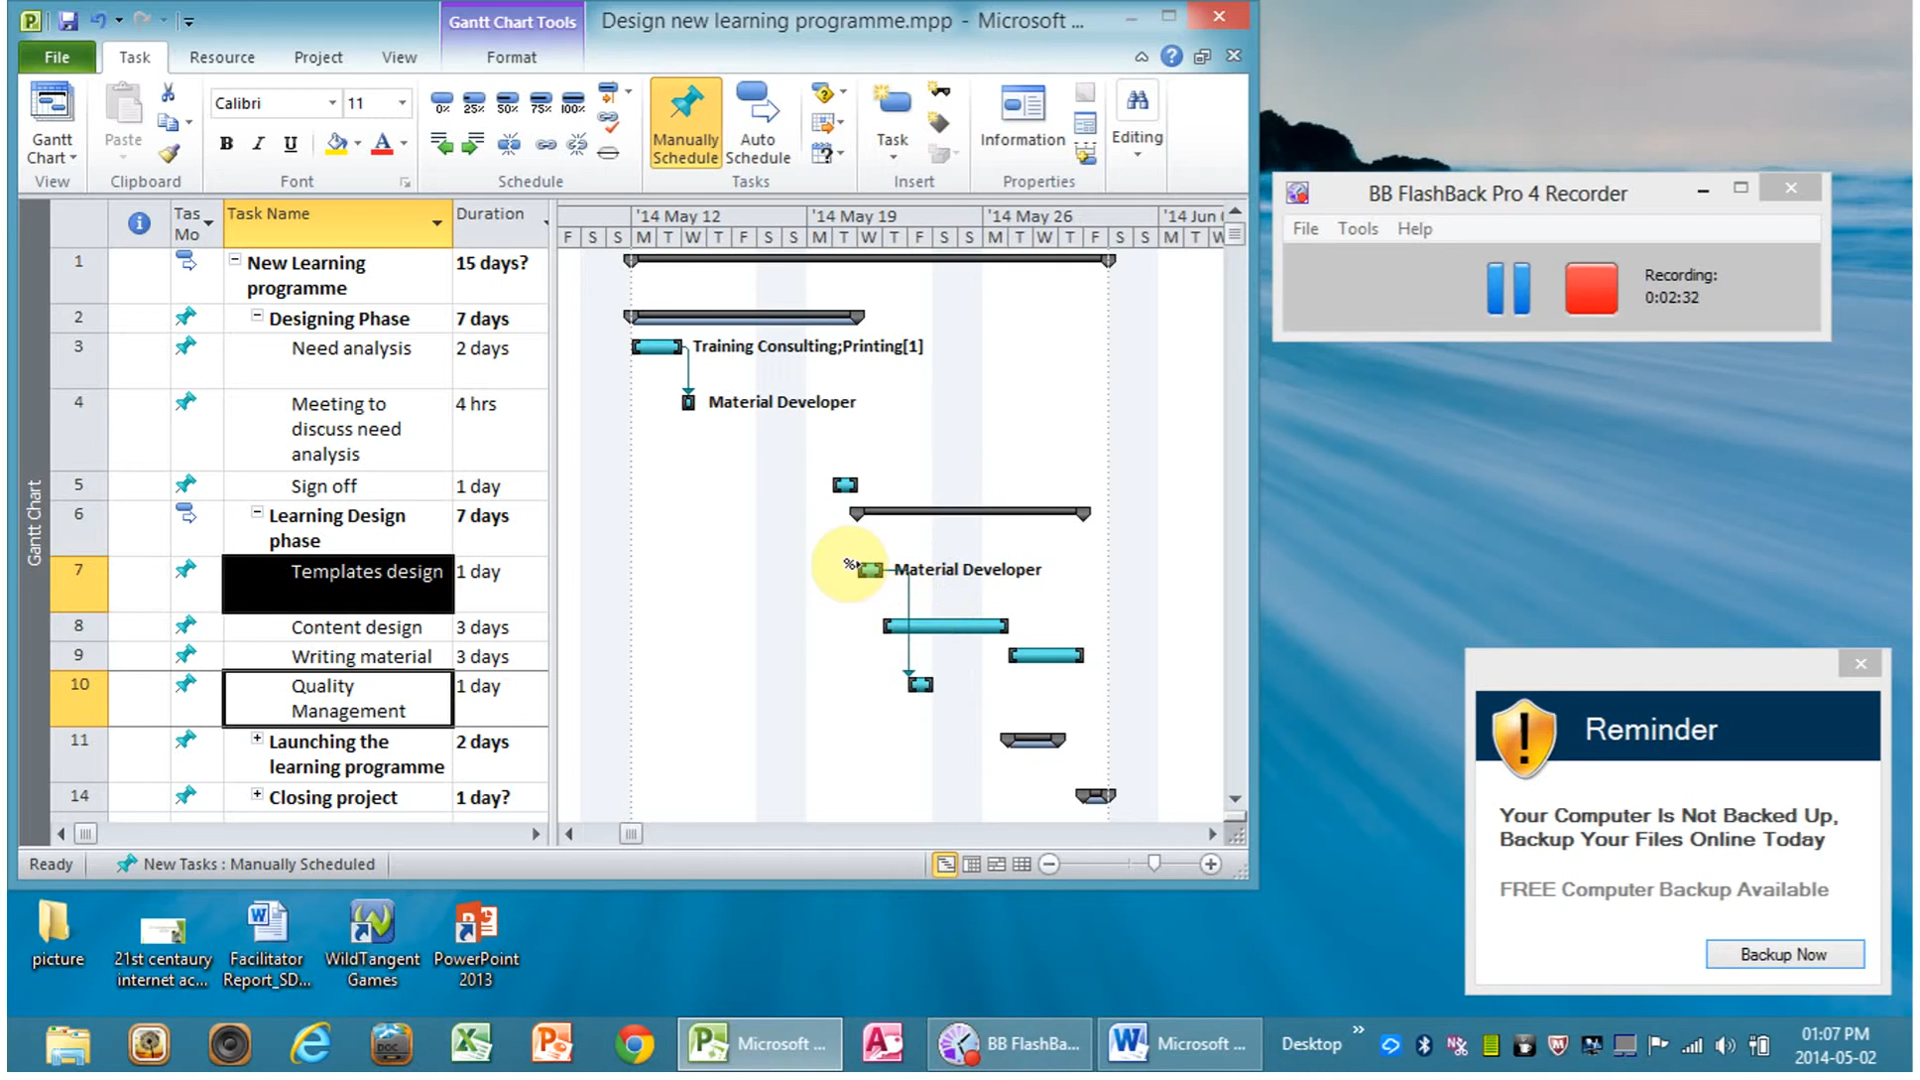 Gantt Chart Tools
Design new learning programme.mpp - Microsoft ...
File
Task
Resource
Project
View
Format
Gantt
Chart
View
Paste
Clipboard
Calibri
11
B I U
Font
0% 25% 50% 75% 100%
Schedule
Manually
Schedule
Auto
Schedule
Tasks
Task
Insert
Information
Properties
Editing
Tas
Mo
Task Name
Duration
'14 May 12
'14 May 19
'14 May 26
'14 Jun
F S S M T W T F S S M T W T F S S M T W T F S S M T W
Gantt Chart
1 New Learning
programme 15 days?
2 Designing Phase 7 days
3 Need analysis 2 days
Training Consulting;Printing[1]
4 Meeting to
discuss need
analysis 4 hrs
Material Developer
5 Sign off 1 day
6 Learning Design
phase 7 days
7 Templates design 1 day
%
Material Developer
8 Content design 3 days
9 Writing material 3 days
10 Quality
Management 1 day
11 Launching the
learning programme 2 days
14 Closing project 1 day?
Ready
New Tasks : Manually Scheduled
BB FlashBack Pro 4 Recorder
File Tools Help
Recording:
0:02:32
Reminder
Your Computer Is Not Backed Up,
Backup Your Files Online Today
FREE Computer Backup Available
Backup Now
picture
21st centaury
internet ac...
Facilitator
Report_SD...
WildTangent
Games
PowerPoint
2013
DOC
Microsoft ...
BB FlashBa...
Microsoft ...
Desktop
01:07 PM
2014-05-02